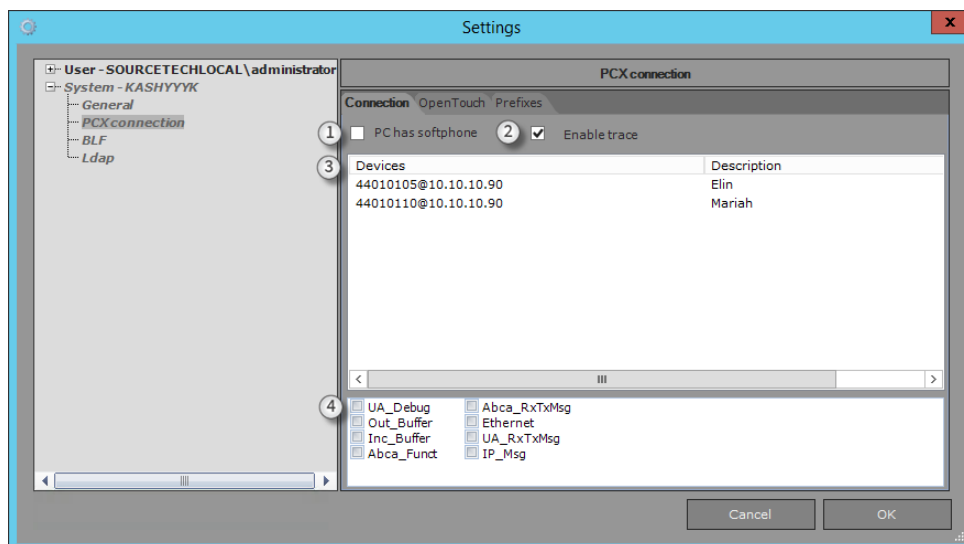 Settings
x
User - SOURCETECHLOCAL\administrator
System - KASHYYYK
General
PCX connection
BLF
Ldap
PCX connection
Connection OpenTouch Prefixes
1 PC has softphone 2 Enable trace
3 Devices Description
44010105@10.10.10.90 Elin
44010110@10.10.10.90 Mariah
4 UA_Debug Abca_RxTxMsg
Out_Buffer Ethernet
Inc_Buffer UA_RxTxMsg
Abca_Funct IP_Msg
Cancel OK